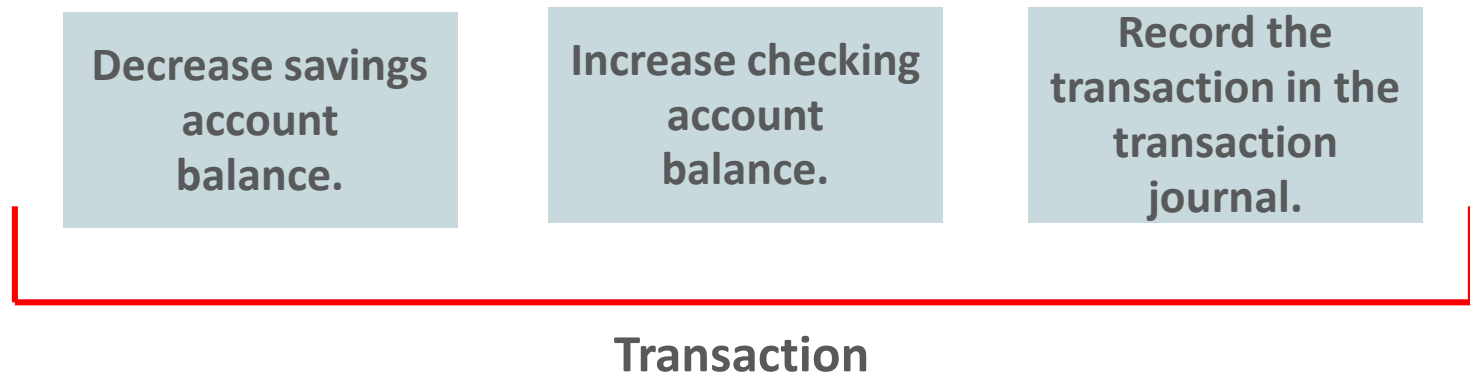 Decrease savings
account
balance.
Increase checking
account
balance.
Record the
transaction in the
transaction
journal.
Transaction